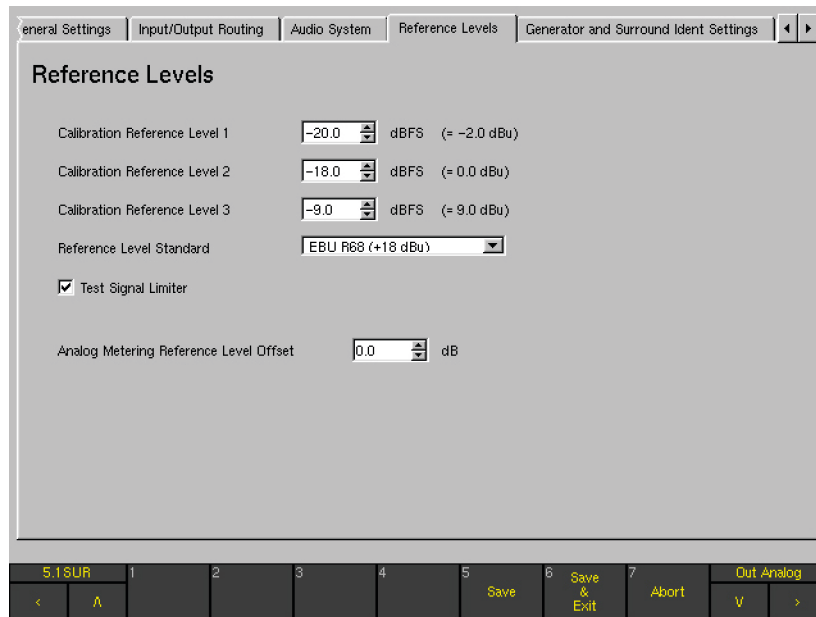 eneral Settings Input/Output Routing Audio System Reference Levels Generator and Surround Ident Settings
Reference Levels
Calibration Reference Level 1 -20.0 dBFS (= -2.0 dBu)
Calibration Reference Level 2 -18.0 dBFS (= 0.0 dBu)
Calibration Reference Level 3 -9.0 dBFS (= 9.0 dBu)
Reference Level Standard EBU R68 (+18 dBu)
Test Signal Limiter
Analog Metering Reference Level Offset 0.0 dB
5.1SUR 1 2 3 4 5 Save 6 Save & Exit 7 Abort Out Analog
< Λ V >